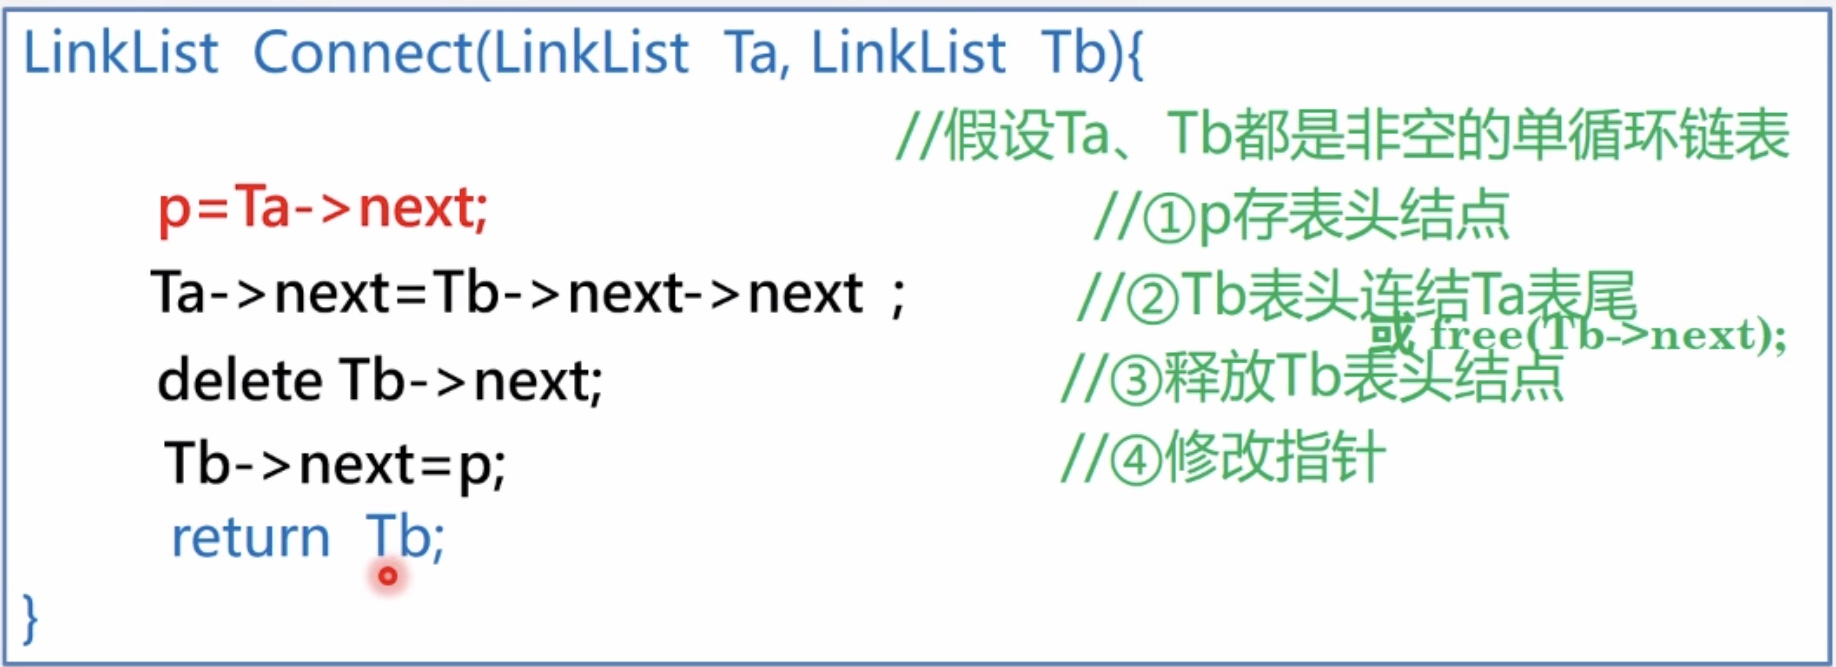 LinkList Connect(LinkList Ta, LinkList Tb){
//假设Ta、Tb都是非空的单循环链表
p=Ta->next; //①p存表头结点
Ta->next=Tb->next->next ; //②Tb表头连结Ta表尾
或 free(Tb->next);
delete Tb->next; //③释放Tb表头结点
Tb->next=p; //④修改指针
return Tb;
}